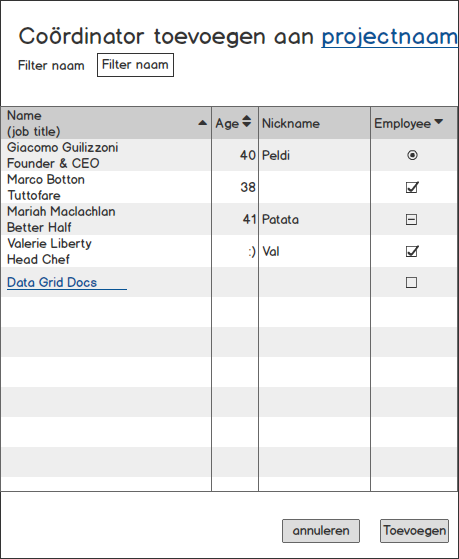 Coördinator toevoegen aan projectnaam
Filter naam Filter naam
Name
(job title) Age Nickname Employee
Giacomo Guilizzoni
Founder & CEO 40 Peldi
Marco Botton
Tuttofare 38
Mariah Maclachlan
Better Half 41 Patata
Valerie Liberty
Head Chef :) Val
Data Grid Docs
annuleren Toevoegen